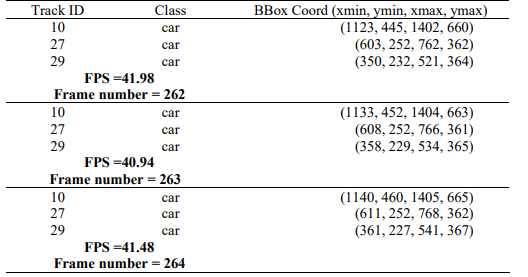 Track ID Class BBox Coord (xmin, ymin, xmax, ymax)
10 car (1123, 445, 1402, 660)
27 car (603, 252, 762, 362)
29 car (350, 232, 521, 364)
FPS =41.98
Frame number = 262
10 car (1133, 452, 1404, 663)
27 car (608, 252, 766, 361)
29 car (358, 229, 534, 365)
FPS =40.94
Frame number = 263
10 car (1140, 460, 1405, 665)
27 car (611, 252, 768, 362)
29 car (361, 227, 541, 367)
FPS =41.48
Frame number = 264